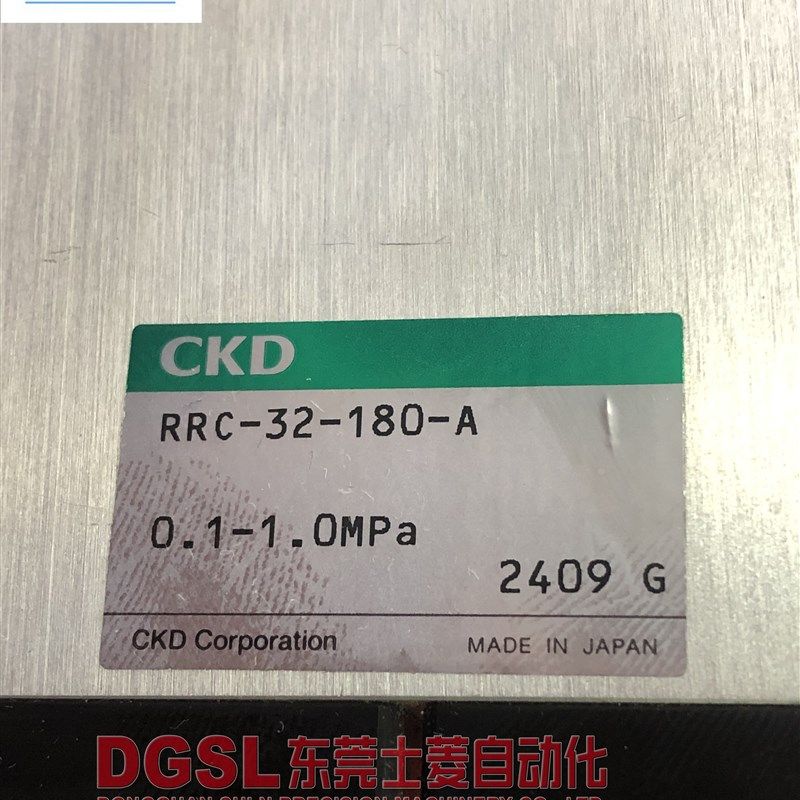 CKD
RRC-32-180-A
0.1-1.0MPa
2409 G
CKD Corporation
MADE IN JAPAN
DGSL东莞士菱自动化